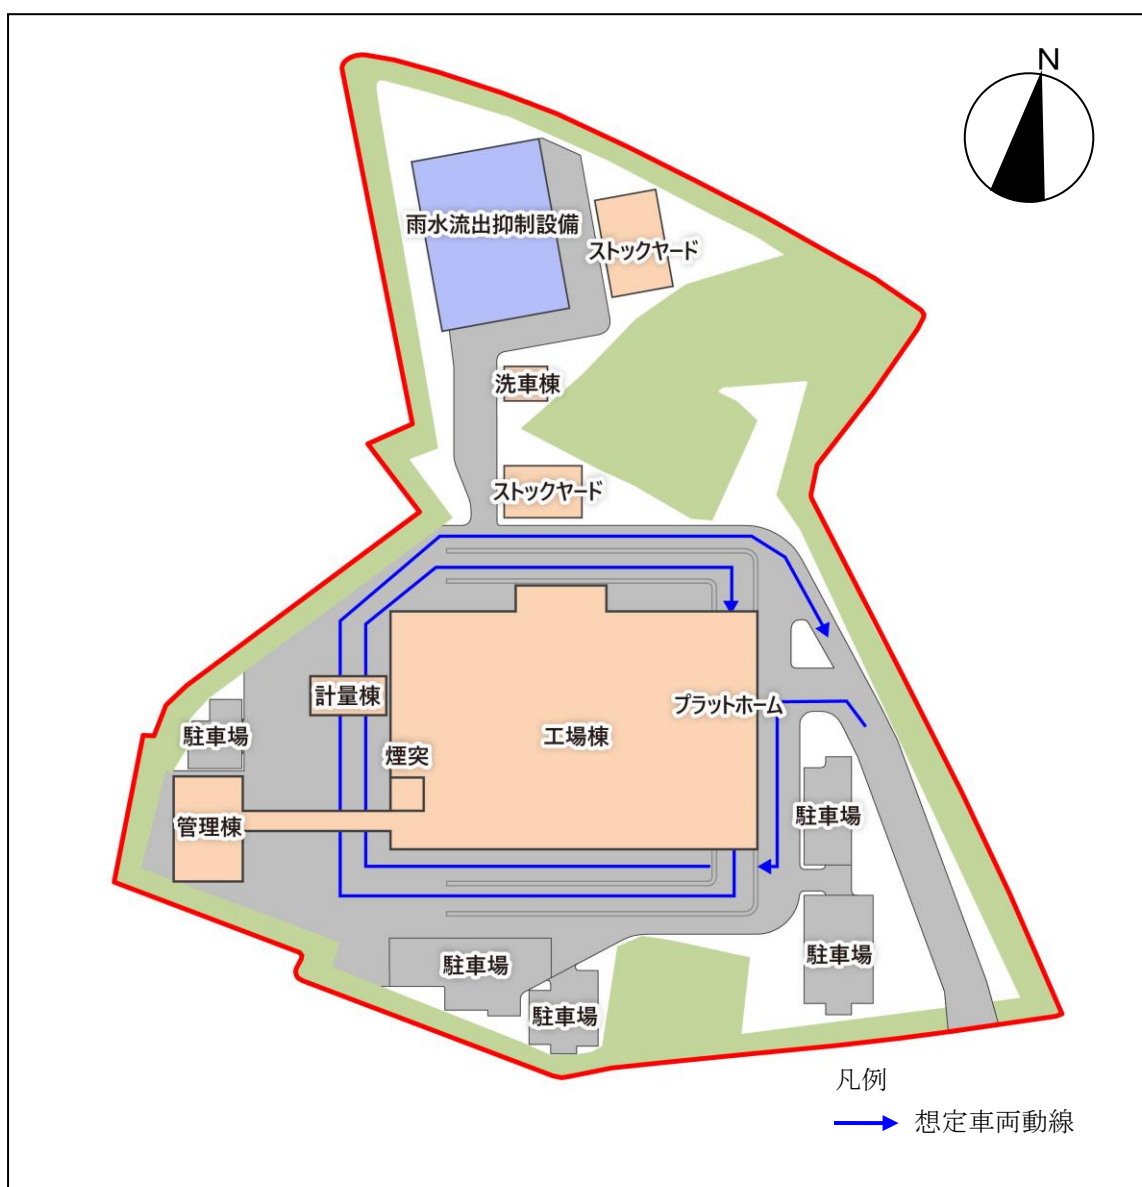 N
雨水流出抑制設備
ストックヤード
洗車棟
ストックヤード
計量棟
プラットホーム
駐車場
工場棟
煙突
管理棟
駐車場
駐車場
駐車場
駐車場
凡例
想定車両動線